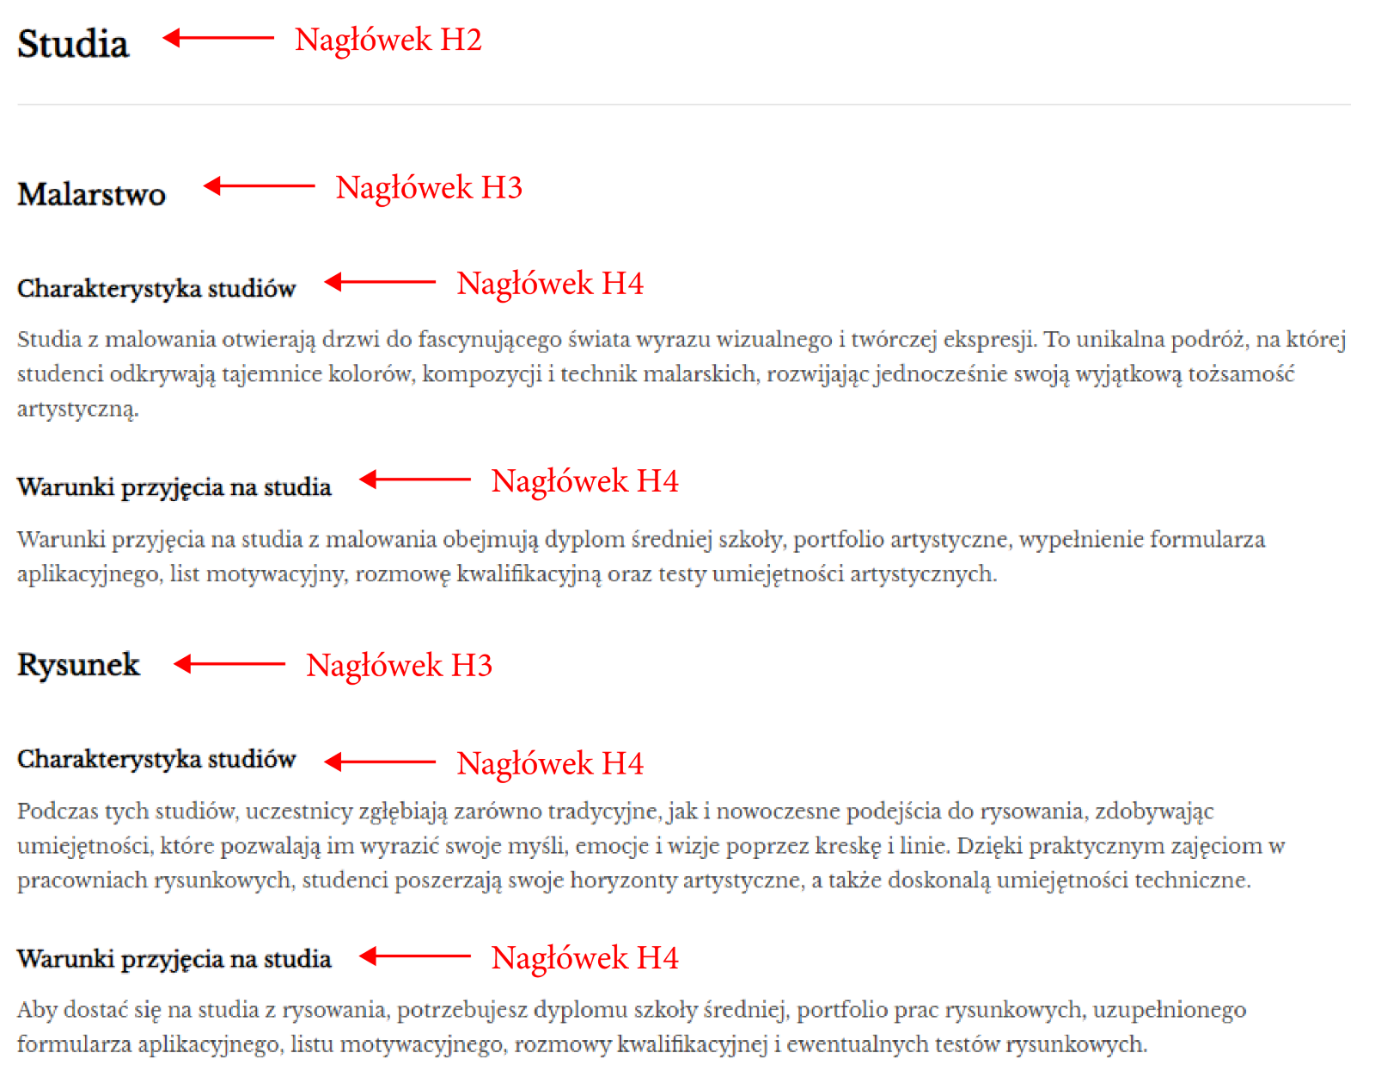 Studia Nagłówek H2
Malarstwo Nagłówek H3
Charakterystyka studiów Nagłówek H4
Studia z malowania otwierają drzwi do fascynującego świata wyrazu wizualnego i twórczej ekspresji. To unikalna podróż, na której
studenci odkrywają tajemnice kolorów, kompozycji i technik malarskich, rozwijając jednocześnie swoją wyjątkową tożsamość
artystyczną.
Warunki przyjęcia na studia Nagłówek H4
Warunki przyjęcia na studia z malowania obejmują dyplom średniej szkoły, portfolio artystyczne, wypełnienie formularza
aplikacyjnego, list motywacyjny, rozmowę kwalifikacyjną oraz testy umiejętności artystycznych.
Rysunek Nagłówek H3
Charakterystyka studiów Nagłówek H4
Podczas tych studiów, uczestnicy zgłębiają zarówno tradycyjne, jak i nowoczesne podejścia do rysowania, zdobywając
umiejętności, które pozwalają im wyrazić swoje myśli, emocje i wizje poprzez kreskę i linie. Dzięki praktycznym zajęciom w
pracowniach rysunkowych, studenci poszerzają swoje horyzonty artystyczne, a także doskonalą umiejętności techniczne.
Warunki przyjęcia na studia Nagłówek H4
Aby dostać się na studia z rysowania, potrzebujesz dyplomu szkoły średniej, portfolio prac rysunkowych, uzupełnionego
formularza aplikacyjnego, listu motywacyjnego, rozmowy kwalifikacyjnej i ewentualnych testów rysunkowych.